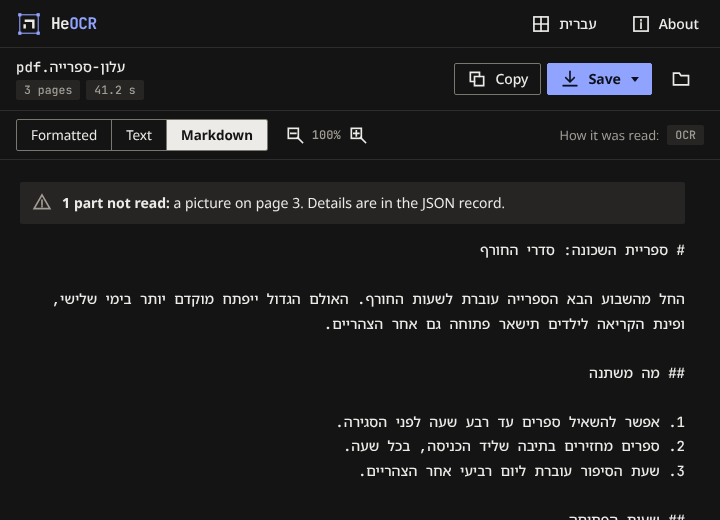 HeOCR
עברית
About
עלון-ספרייה.pdf
3 pages
41.2 s
Copy
Save
Formatted
Text
Markdown
100%
How it was read:
OCR
1 part not read: a picture on page 3. Details are in the JSON record.
# ספריית השכונה: סדרי החורף
החל מהשבוע הבא הספרייה עוברת לשעות החורף. האולם הגדול ייפתח מוקדם יותר בימי שלישי,
ופינת הקריאה לילדים תישאר פתוחה גם אחר הצהריים.
## מה משתנה
1. אפשר להשאיל ספרים עד רבע שעה לפני הסגירה.
2. ספרים מחזירים בתיבה שליד הכניסה, בכל שעה.
3. שעת הסיפור עוברת ליום רביעי אחר הצהריים.
## שעות הפתיחה